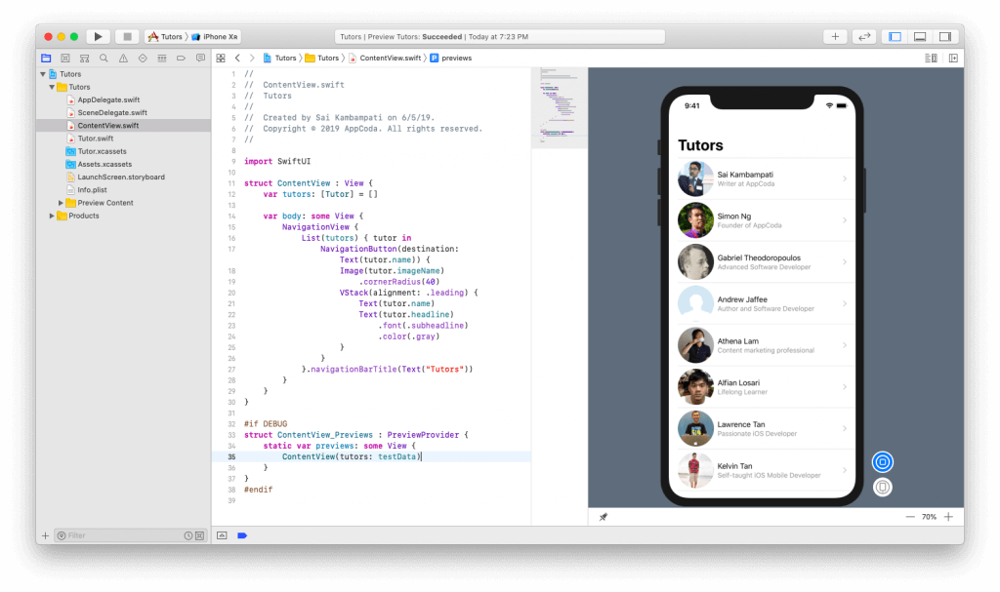 Tutors
iPhone XR
Tutors | Preview Tutors: Succeeded | Today at 7:23 PM
Tutors
Tutors
ContentView.swift
previews
Tutors
Tutors
AppDelegate.swift
SceneDelegate.swift
ContentView.swift
Tutor.swift
Tutor.xcassets
Assets.xcassets
LaunchScreen.storyboard
Info.plist
Preview Content
Products
Filter
1 //
2 //  ContentView.swift
3 //  Tutors
4 //
5 //  Created by Sai Kambampati on 6/5/19.
6 //  Copyright © 2019 AppCoda. All rights reserved.
7 //
8
9 import SwiftUI
10
11 struct ContentView : View {
12     var tutors: [Tutor] = []
13
14     var body: some View {
15         NavigationView {
16             List(tutors) { tutor in
17                 NavigationButton(destination:
Text(tutor.name)) {
18                     Image(tutor.imageName)
19                         .cornerRadius(40)
20                     VStack(alignment: .leading) {
21                         Text(tutor.name)
22                         Text(tutor.headline)
23                             .font(.subheadline)
24                             .color(.gray)
25                     }
26                 }
27             }.navigationBarTitle(Text("Tutors"))
28         }
29     }
30 }
31
32 #if DEBUG
33 struct ContentView_Previews : PreviewProvider {
34     static var previews: some View {
35         ContentView(tutors: testData)
36     }
37 }
38 #endif
39
9:41
Tutors
Sai Kambampati
Writer at AppCoda
Simon Ng
Founder of AppCoda
Gabriel Theodoropoulos
Advanced Software Developer
Andrew Jaffee
Author and Software Developer
Athena Lam
Content marketing professional
Alfian Losari
Lifelong Learner
Lawrence Tan
Passionate iOS Developer
Kelvin Tan
Self-taught iOS Mobile Developer
70%